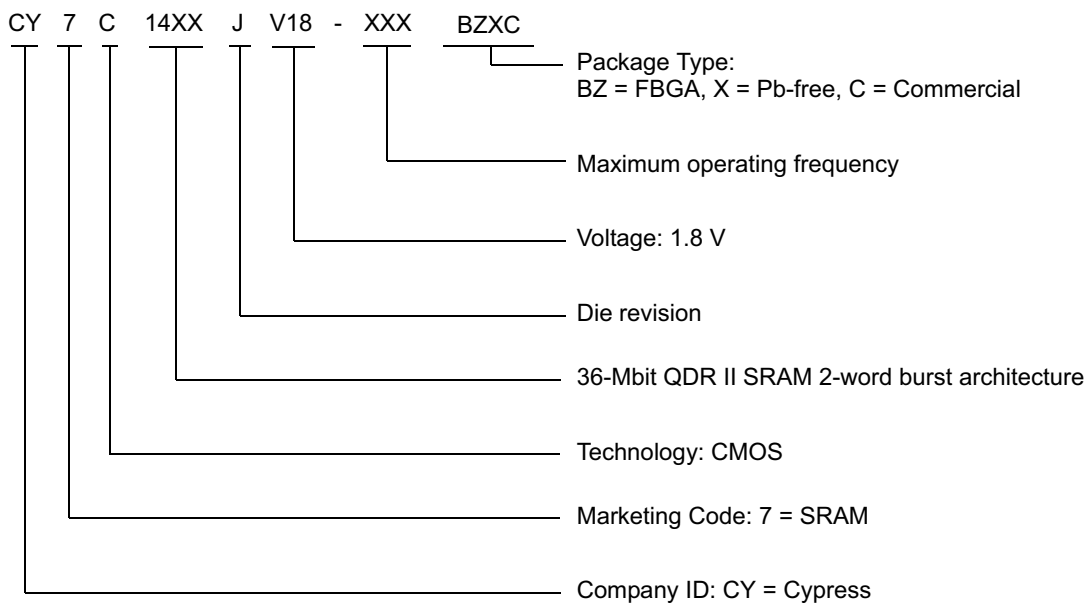 CY 7 C 14XX J V18 - XXX BZXC
Package Type:
BZ = FBGA, X = Pb-free, C = Commercial
Maximum operating frequency
Voltage: 1.8 V
Die revision
36-Mbit QDR II SRAM 2-word burst architecture
Technology: CMOS
Marketing Code: 7 = SRAM
Company ID: CY = Cypress